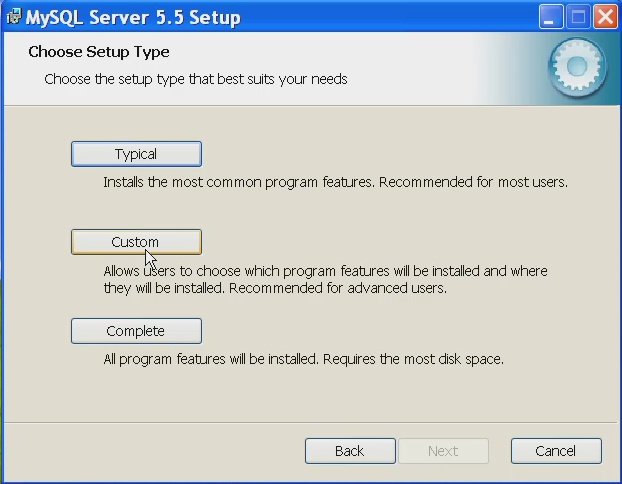 MySQL Server 5.5 Setup
Choose Setup Type
Choose the setup type that best suits your needs
Typical
Installs the most common program features. Recommended for most users.
Custom
Allows users to choose which program features will be installed and where
they will be installed. Recommended for advanced users.
Complete
All program features will be installed. Requires the most disk space.
Back
Next
Cancel